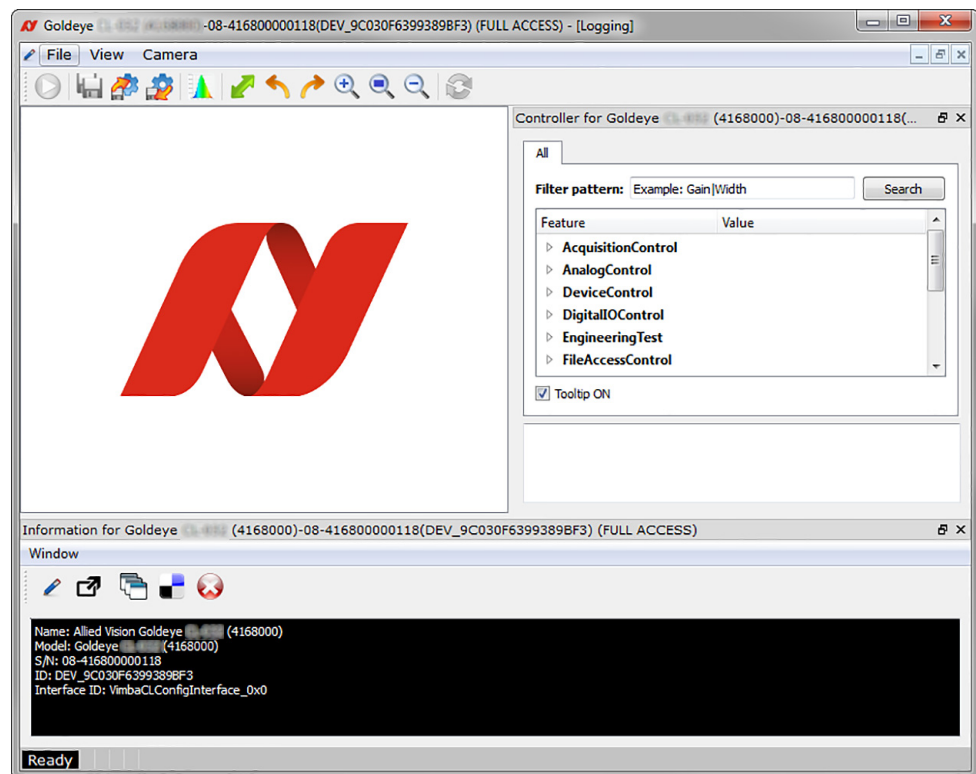 Goldeye -08-416800000118(DEV_9C030F6399389BF3) (FULL ACCESS) - [Logging]
File View Camera
Controller for Goldeye (4168000)-08-416800000118(...
All
Filter pattern: Example: Gain|Width Search
Feature Value
AcquisitionControl
AnalogControl
DeviceControl
DigitalIOControl
EngineeringTest
FileAccessControl
Tooltip ON
Information for Goldeye (4168000)-08-416800000118(DEV_9C030F6399389BF3) (FULL ACCESS)
Window
Name: Allied Vision Goldeye (4168000)
Model: Goldeye (4168000)
S/N: 08-416800000118
ID: DEV_9C030F6399389BF3
Interface ID: VimbaCLConfigInterface_0x0
Ready